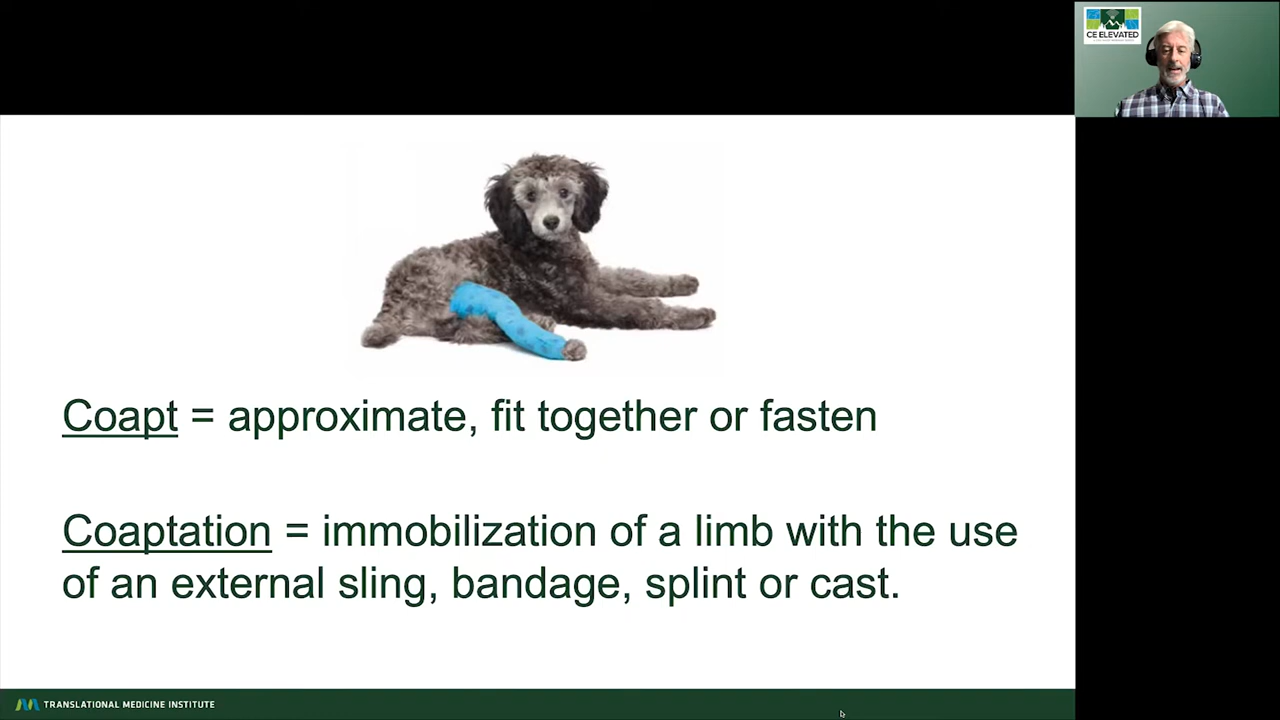 CE ELEVATED
Coapt = approximate, fit together or fasten
Coaptation = immobilization of a limb with the use
of an external sling, bandage, splint or cast.
TRANSLATIONAL MEDICINE INSTITUTE